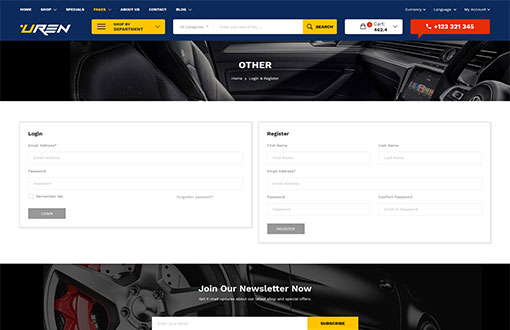 HOME SHOP SPECIALS PAGES ABOUT US CONTACT BLOG Currency Language My Account
UREN
SHOP BY
DEPARTMENT
All Categories Enter your search key ... SEARCH
Cart:
462.4
+123 321 345
OTHER
Home > Login & Register
Login
Email Address*
Email Address
Password
Password
Remember Me Forgotten password?
LOGIN
Register
First Name Last Name
First Name Last Name
Email Address*
Email Address
Password Confirm Password
Password Confirm Password
REGISTER
Join Our Newsletter Now
Get E-mail updates about our latest shop and special offers.
Enter your email SUBSCRIBE